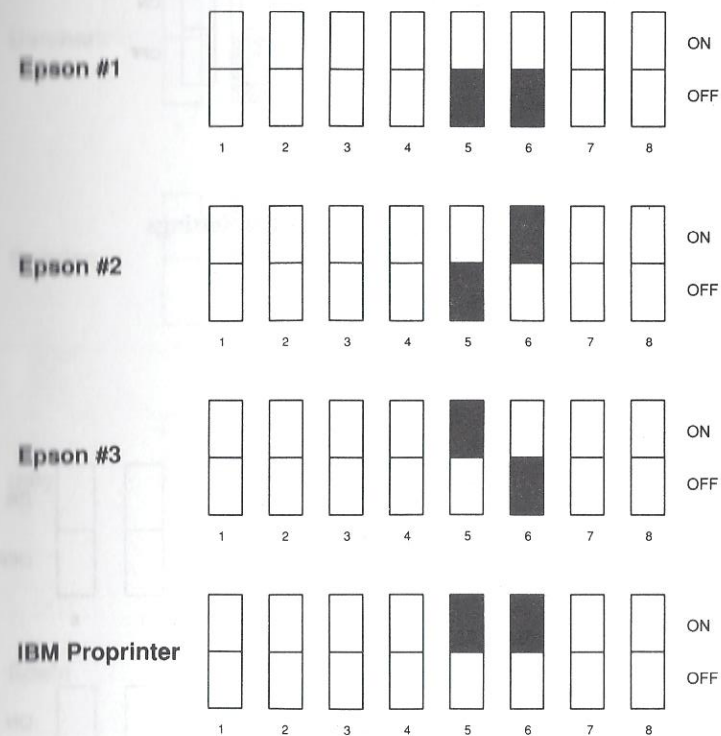 ON
Epson #1
OFF
1 2 3 4 5 6 7 8
ON
Epson #2
OFF
1 2 3 4 5 6 7 8
ON
Epson #3
OFF
1 2 3 4 5 6 7 8
ON
IBM Proprinter
OFF
1 2 3 4 5 6 7 8